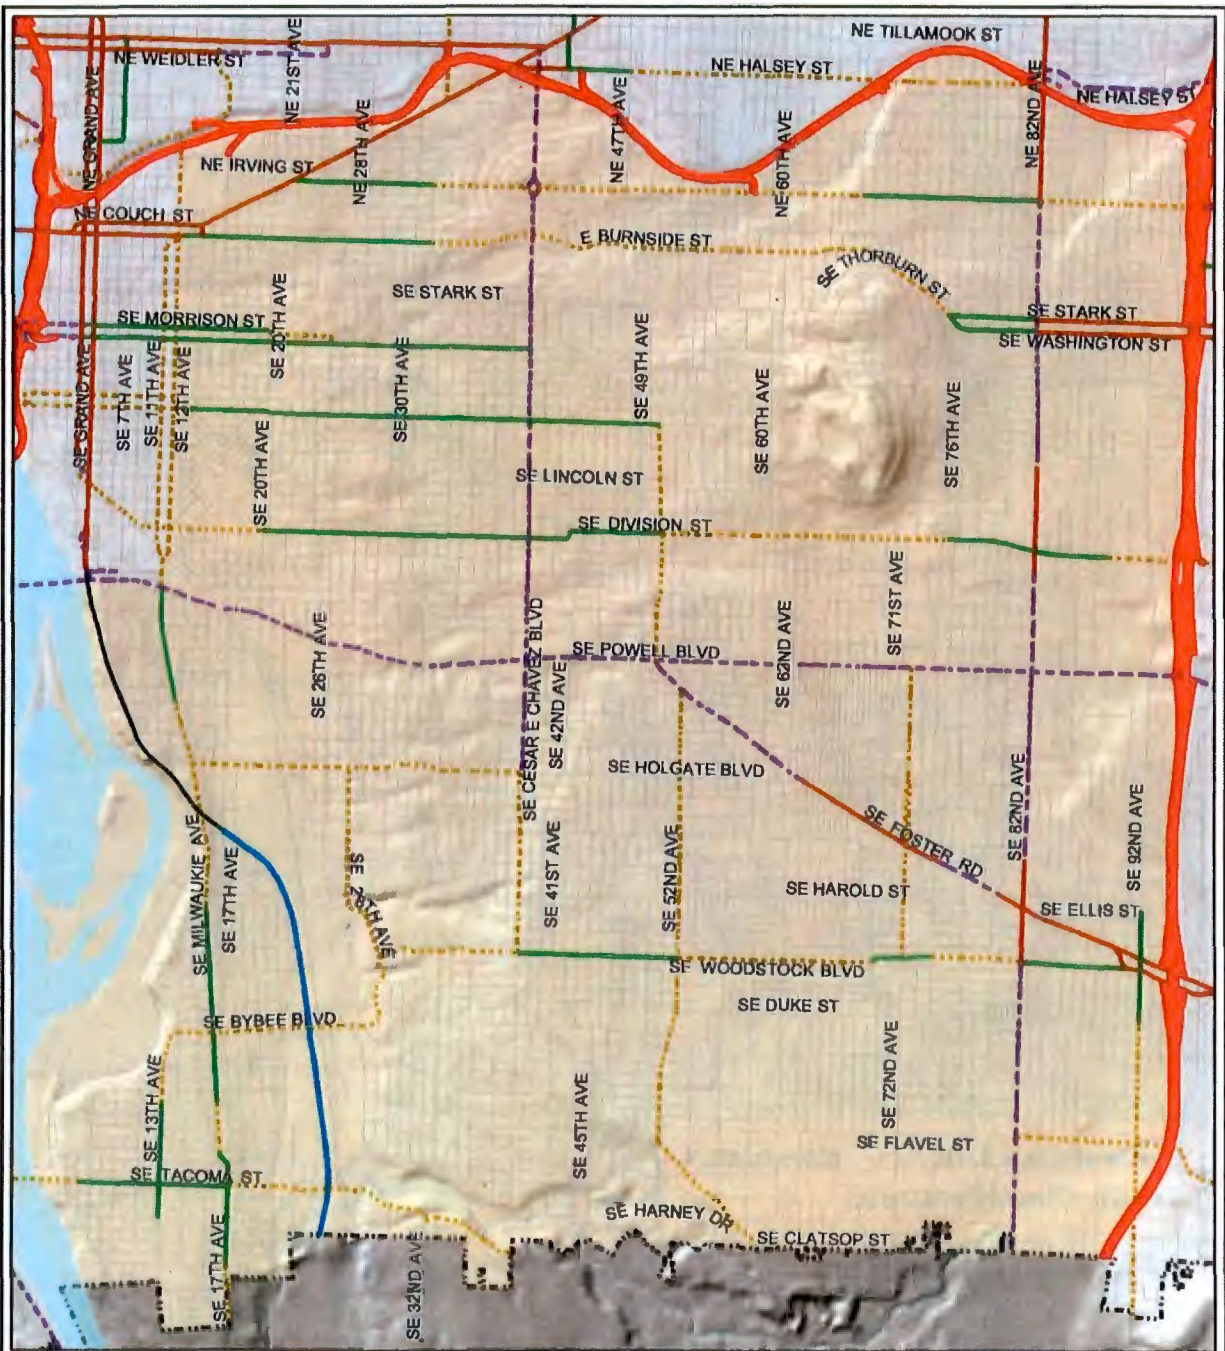 NE TILLAMOOK ST
NE WEIDLER ST
NE 21ST AVE
NE HALSEY ST
NE 82ND AVE
NE HALSEY ST
NE GRAND AVE
NE 28TH AVE
NE 47TH AVE
NE 60TH AVE
NE IRVING ST
NE COUCH ST
E BURNSIDE ST
SE THORBURN ST
SE STARK ST
SE MORRISON ST
SE 20TH AVE
SE STARK ST
SE WASHINGTON ST
SE GRAND AVE
SE 7TH AVE
SE 11TH AVE
SE 12TH AVE
SE 30TH AVE
SE 49TH AVE
SE 60TH AVE
SE 76TH AVE
SE 20TH AVE
SE LINCOLN ST
SE DIVISION ST
SE 71ST AVE
SE 26TH AVE
SE CESAR E CHAVEZ BLVD
SE 42ND AVE
SE POWELL BLVD
SE 62ND AVE
SE HOLGATE BLVD
SE 82ND AVE
SE 92ND AVE
SE FOSTER RD
SE MILWAUKIE AVE
SE 17TH AVE
SE 28TH AVE
SE 41ST AVE
SE 52ND AVE
SE HAROLD ST
SE ELLIS ST
SE WOODSTOCK BLVD
SE DUKE ST
SE BYBEE BLVD
SE 13TH AVE
SE 45TH AVE
SE 72ND AVE
SE FLAVEL ST
SE TACOMA ST
SE HARNEY DR
SE CLATSOP ST
SE 17TH AVE
SE 32ND AVE